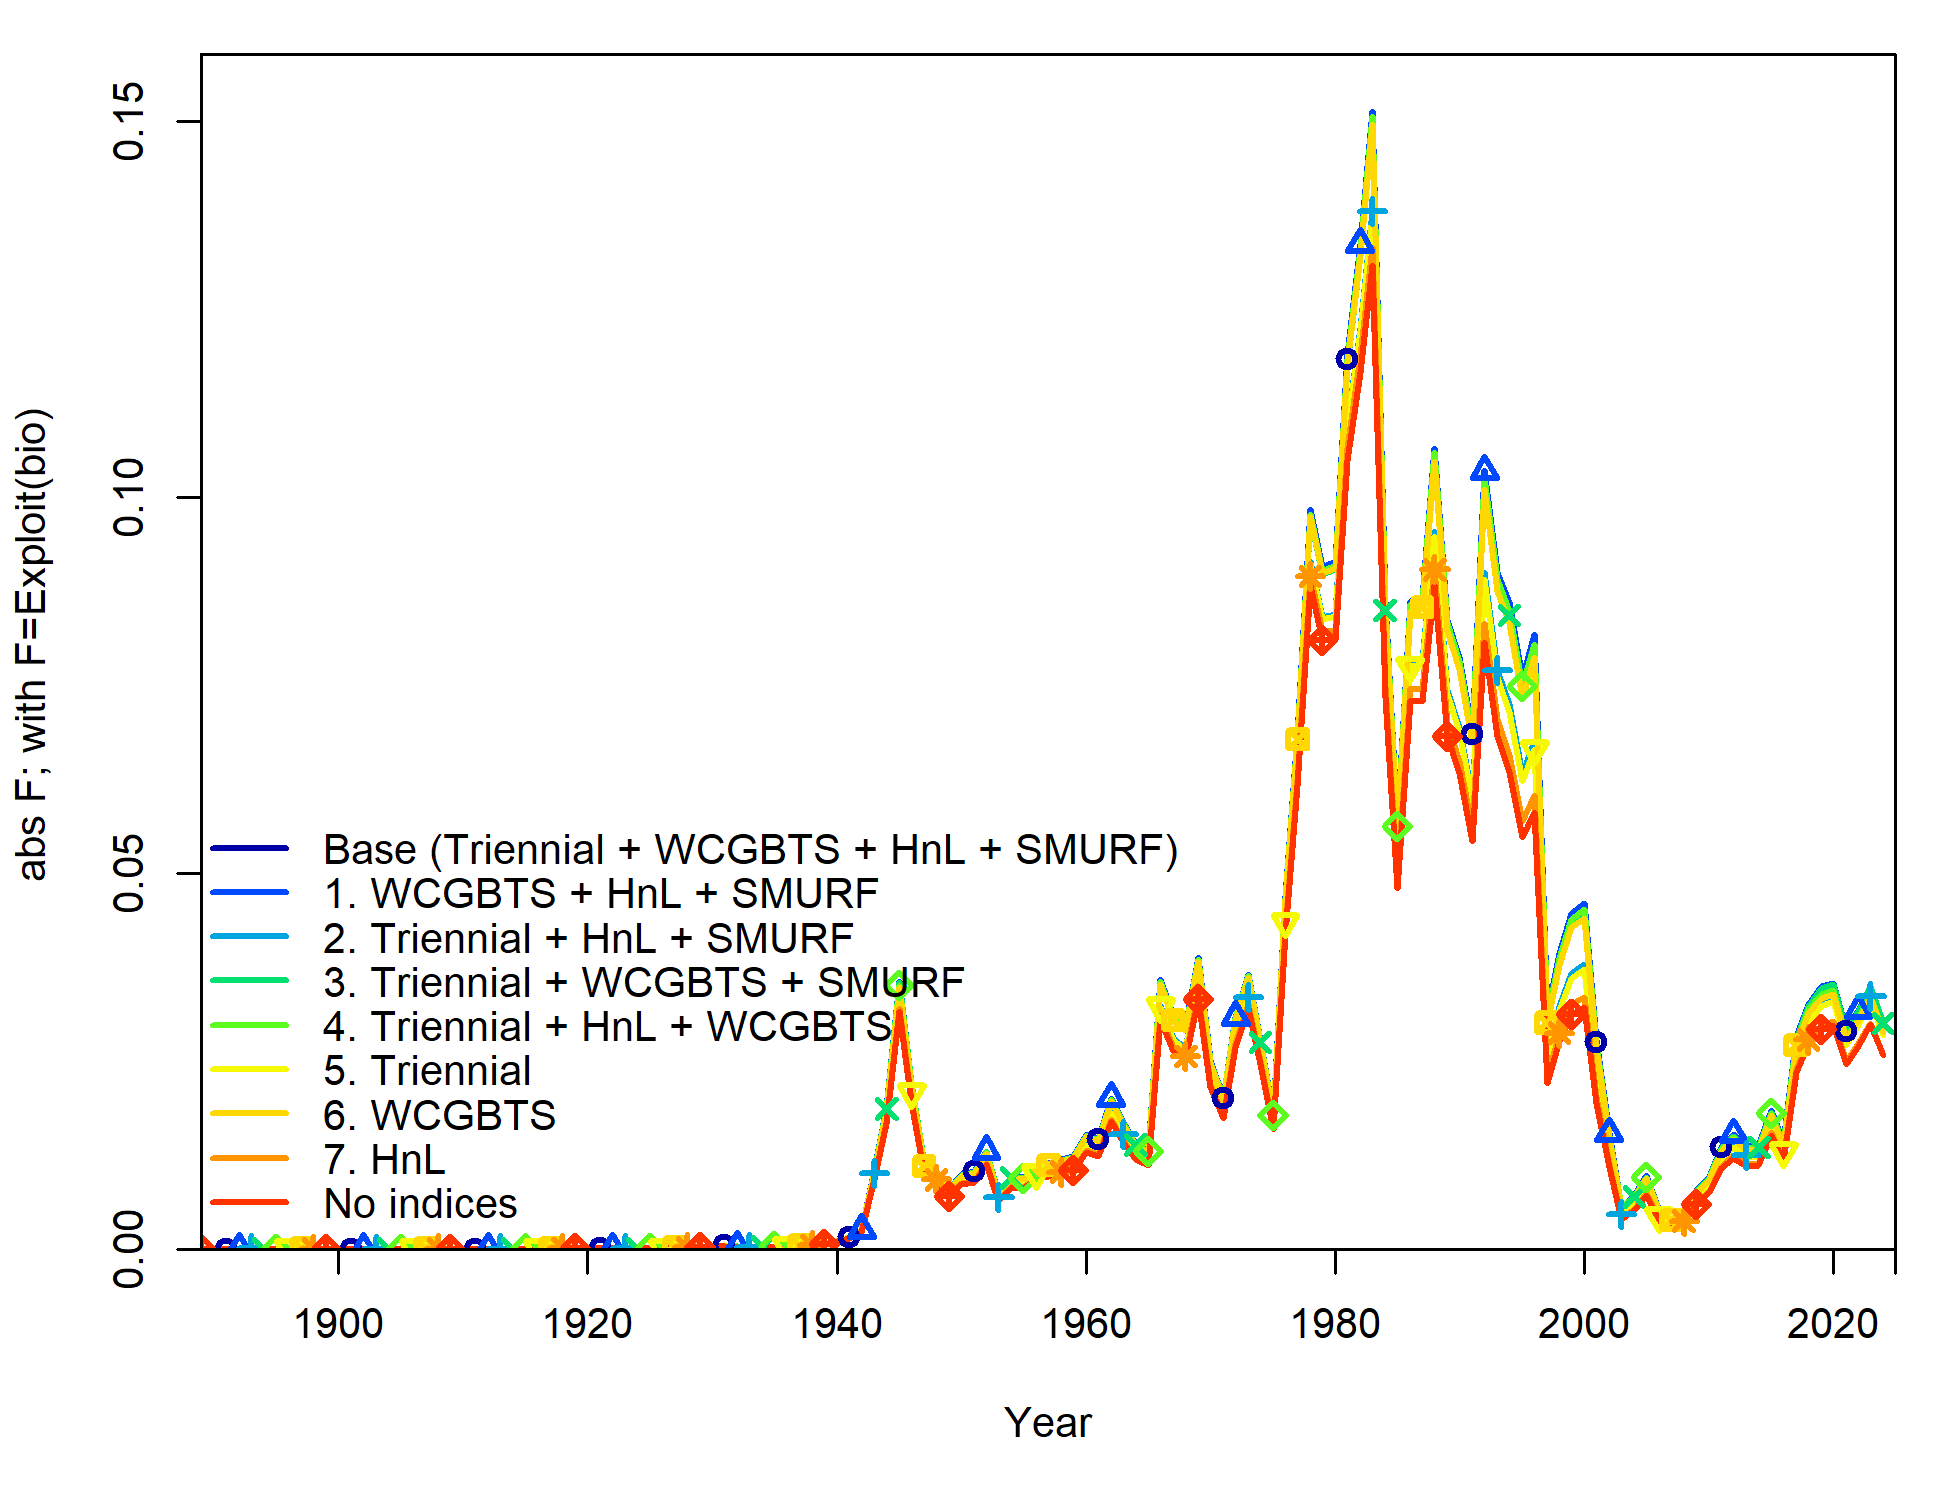 0.15
0.10
0.05
0.00
abs F; with F=Exploit(bio)
Base (Triennial + WCGBTS + HnL + SMURF)
1. WCGBTS + HnL + SMURF
2. Triennial + HnL + SMURF
3. Triennial + WCGBTS + SMURF
4. Triennial + HnL + WCGBTS
5. Triennial
6. WCGBTS
7. HnL
No indices
1900 1920 1940 1960 1980 2000 2020
Year